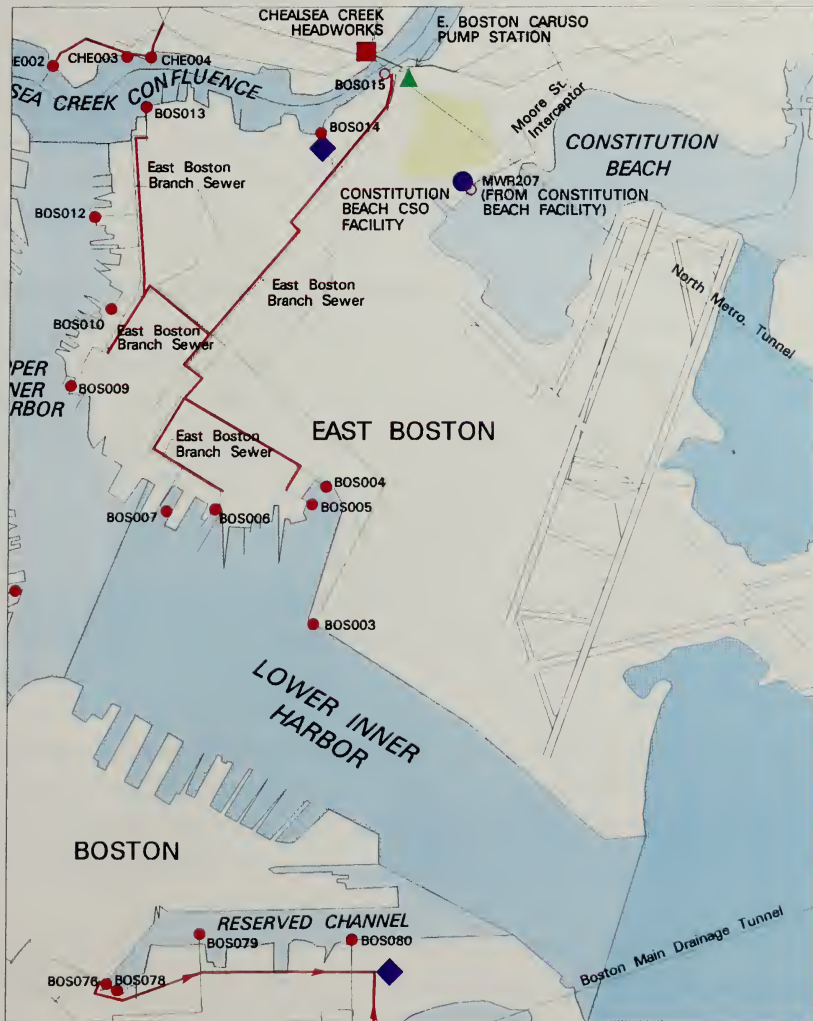 CHEALSEA CREEK
HEADWORKS
E. BOSTON CARUSO
PUMP STATION
E002
CHE003
CHE004
BOS015
SEA CREEK CONFLUENCE
BOS013
BOS014
Moore St.
Interceptor
CONSTITUTION
BEACH
East Boston
Branch Sewer
CONSTITUTION
BEACH CSO
FACILITY
MWR207
(FROM CONSTITUTION
BEACH FACILITY)
BOS012
East Boston
Branch Sewer
North Metro. Tunnel
BOS010
East Boston
Branch Sewer
PPER
NER
RBOR
BOS009
EAST BOSTON
East Boston
Branch Sewer
BOS004
BOS005
BOS007
BOS006
BOS003
LOWER INNER
HARBOR
BOSTON
RESERVED CHANNEL
BOS079
BOS080
Boston Main Drainage Tunnel
BOS076
BOS078